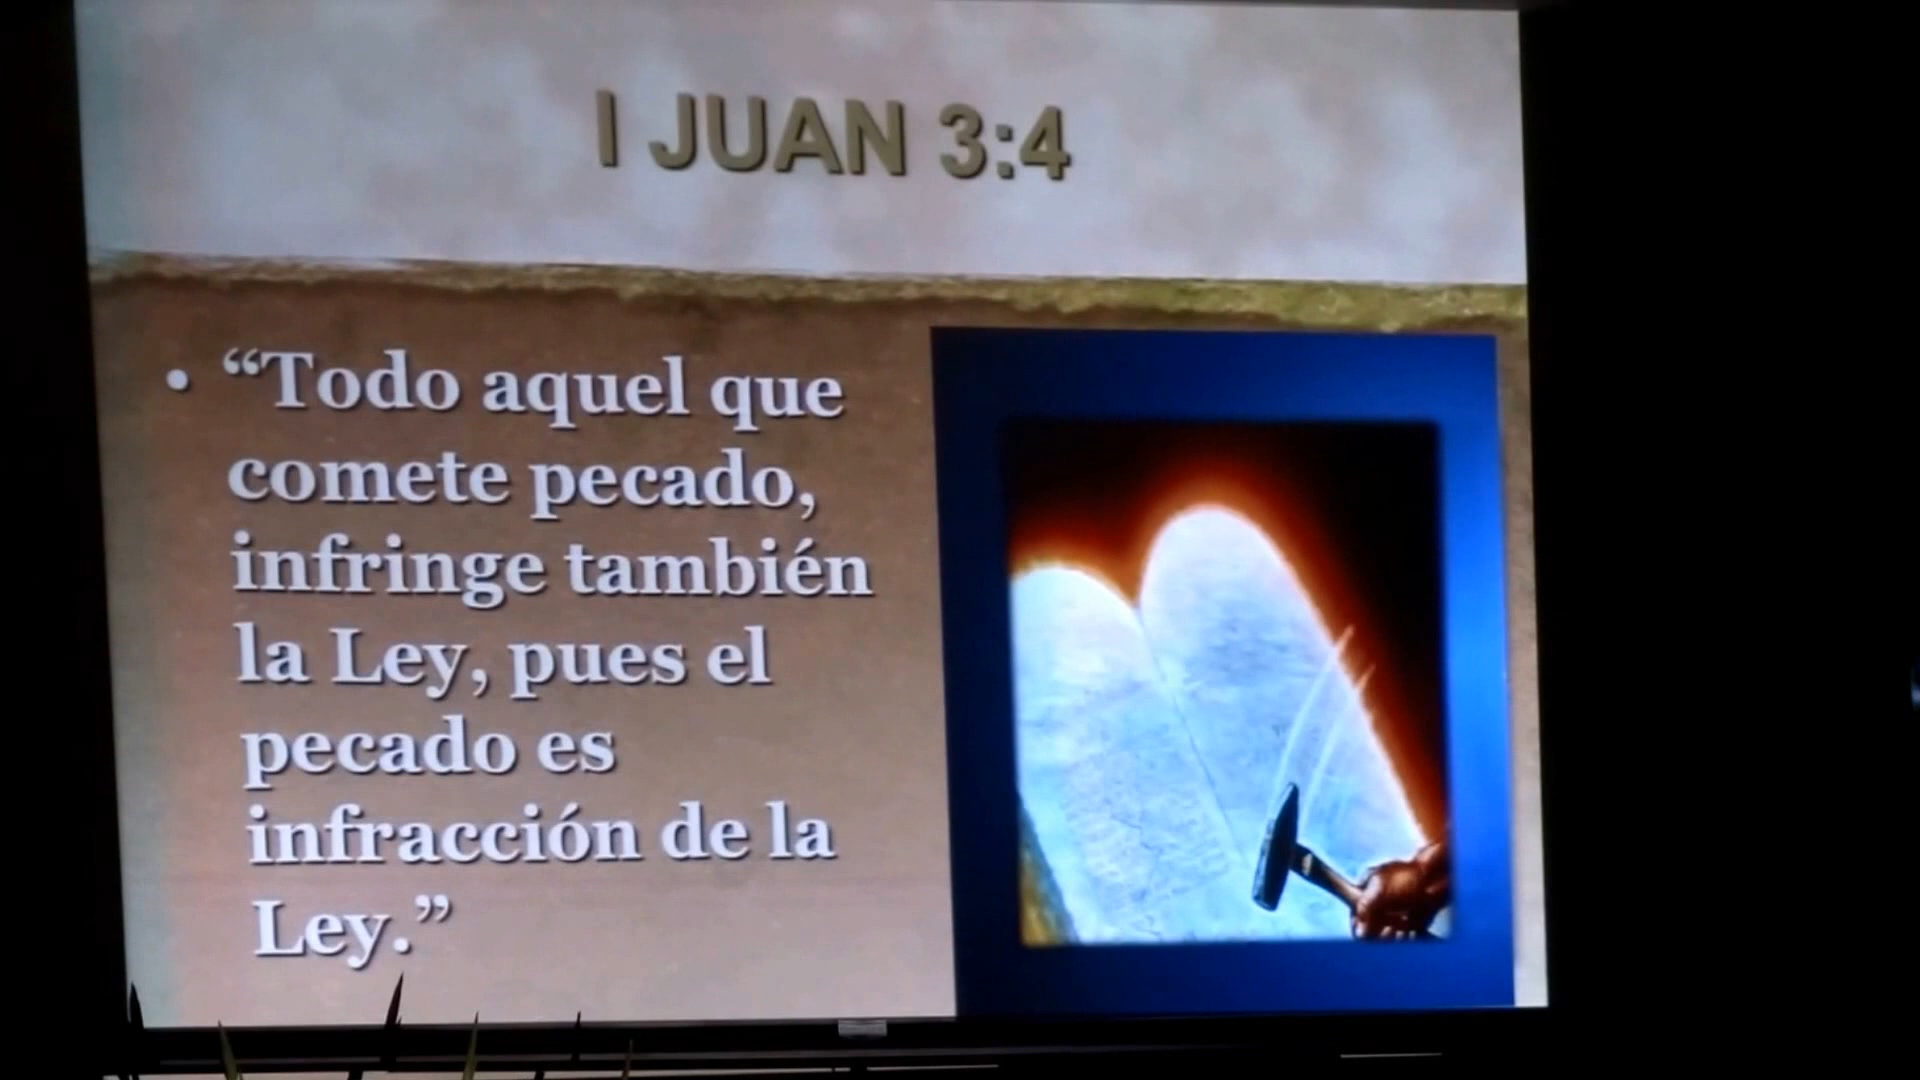 I JUAN 3:4
• “Todo aquel que
comete pecado,
infringe también
la Ley, pues el
pecado es
infracción de la
Ley.”